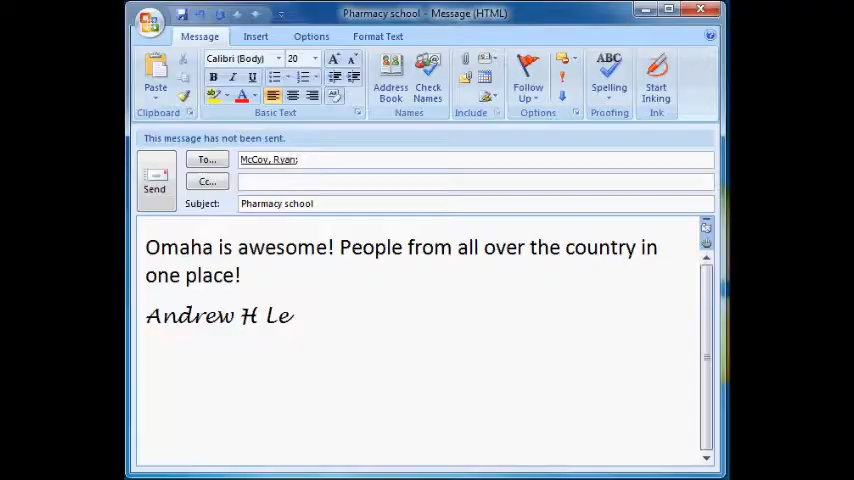 Pharmacy school - Message (HTML)
Message Insert Options Format Text
Calibri (Body) 20 A A
Paste B I U Address Book Check Names Follow Up ABC Spelling Start Inking
Clipboard Basic Text Names Include Options Proofing Ink
This message has not been sent.
To... McCoy, Ryan;
Send Cc...
Subject: Pharmacy school
Omaha is awesome! People from all over the country in
one place!
Andrew H Le